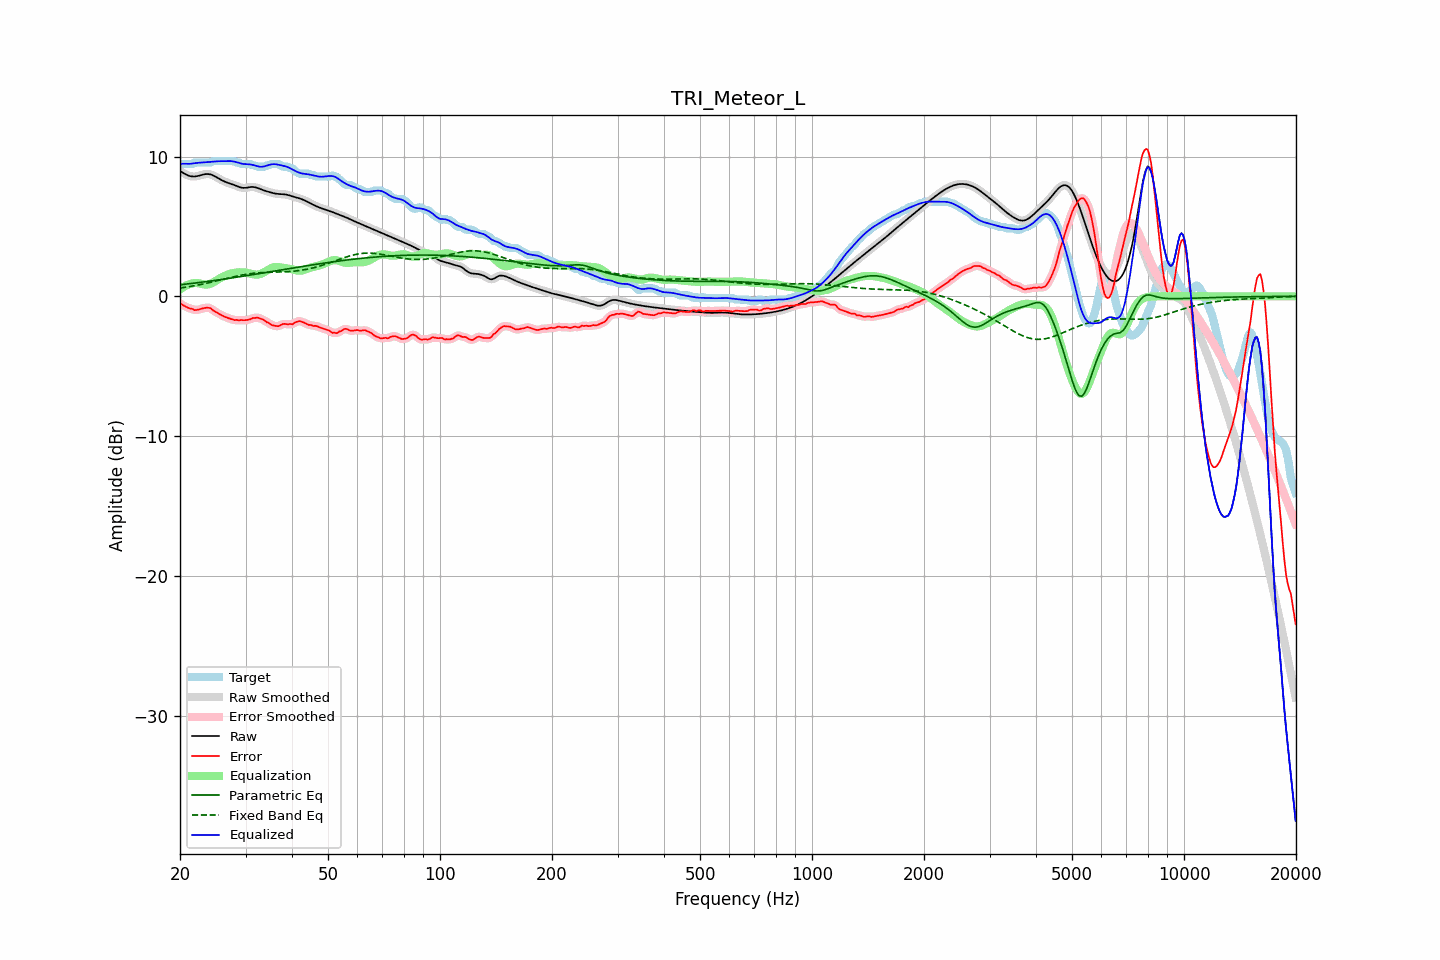 TRI_Meteor_L
Amplitude (dBr)
10
0
−10
−20
−30
Target
Raw Smoothed
Error Smoothed
Raw
Error
Equalization
Parametric Eq
Fixed Band Eq
Equalized
20 50 100 200 500 1000 2000 5000 10000 20000
Frequency (Hz)